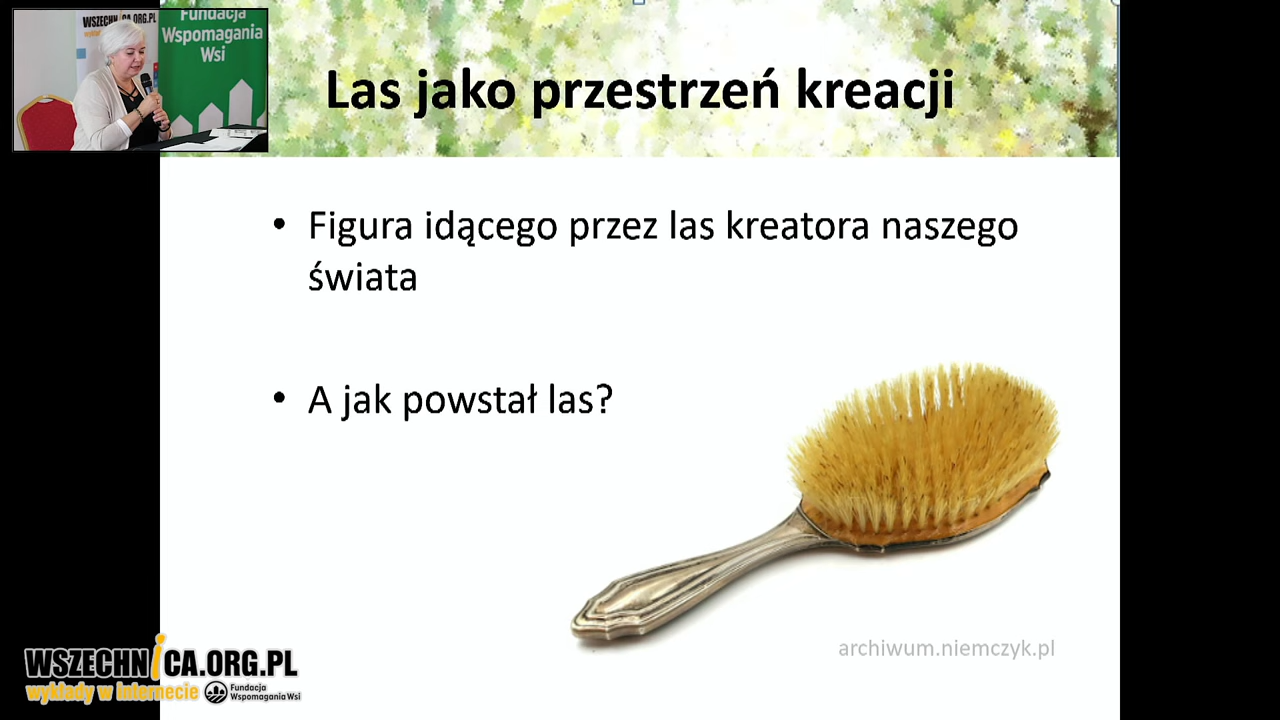 WSZECHNICA.ORG.PL
Fundacja
Wspomagania
Wsi
Las jako przestrzeń kreacji
• Figura idącego przez las kreatora naszego
świata
• A jak powstał las?
archiwum.niemczyk.pl
WSZECHNICA.ORG.PL
wykłady w Internecie
Fundacja
Wspomagania Wsi